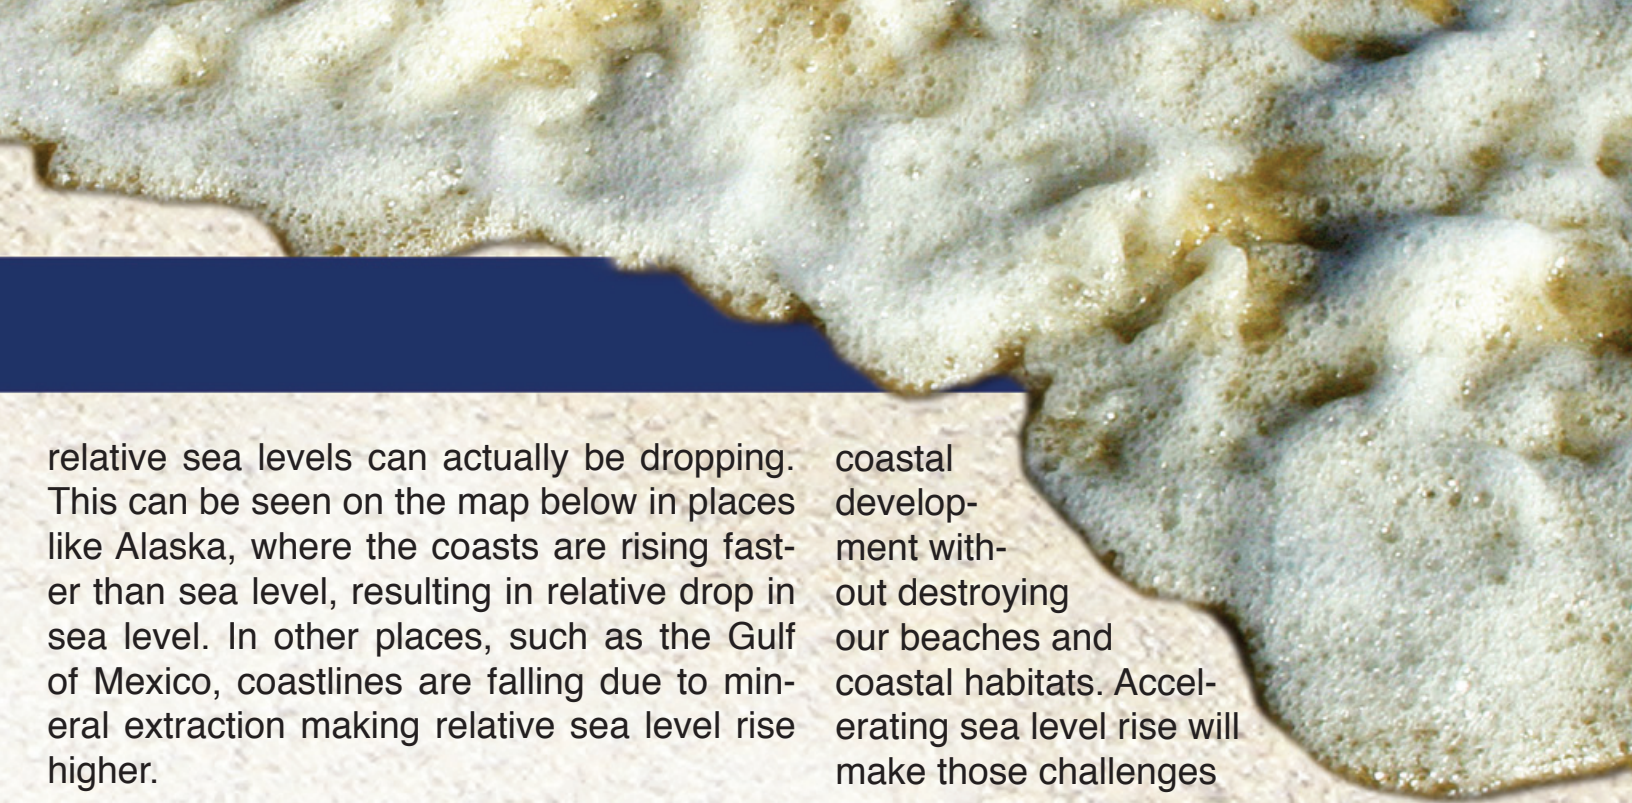 relative sea levels can actually be dropping.
This can be seen on the map below in places
like Alaska, where the coasts are rising fast-
er than sea level, resulting in relative drop in
sea level. In other places, such as the Gulf
of Mexico, coastlines are falling due to min-
eral extraction making relative sea level rise
higher.
coastal
develop-
ment with-
out destroying
our beaches and
coastal habitats. Accel-
erating sea level rise will
make those challenges